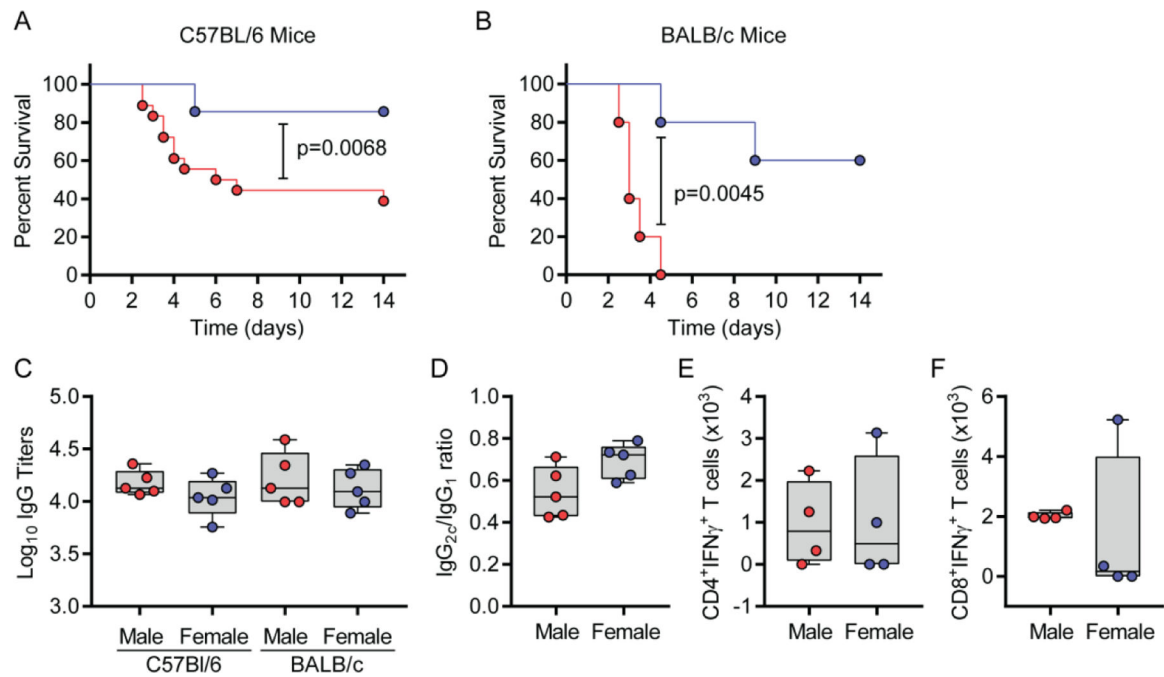 A
C57BL/6 Mice
Percent Survival
100
80
60
40
20
0
p=0.0068
0 2 4 6 8 10 12 14
Time (days)
B
BALB/c Mice
Percent Survival
100
80
60
40
20
0
p=0.0045
0 2 4 6 8 10 12 14
Time (days)
C
Log10 IgG Titers
5.0
4.5
4.0
3.5
3.0
Male Female Male Female
C57Bl/6 BALB/c
D
IgG2c/IgG1 ratio
1.0
0.8
0.6
0.4
0.2
0.0
Male Female
E
CD4+IFNγ+ T cells (x103)
4
3
2
1
0
-1
Male Female
F
CD8+IFNγ+ T cells (x103)
6
4
2
0
Male Female